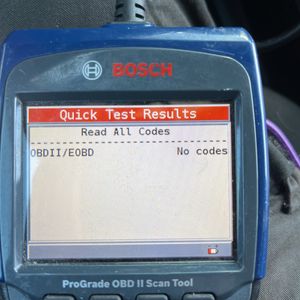 BOSCH
Quick Test Results
Read All Codes
OBDII/EOBD No codes
ProGrade OBD II Scan Tool